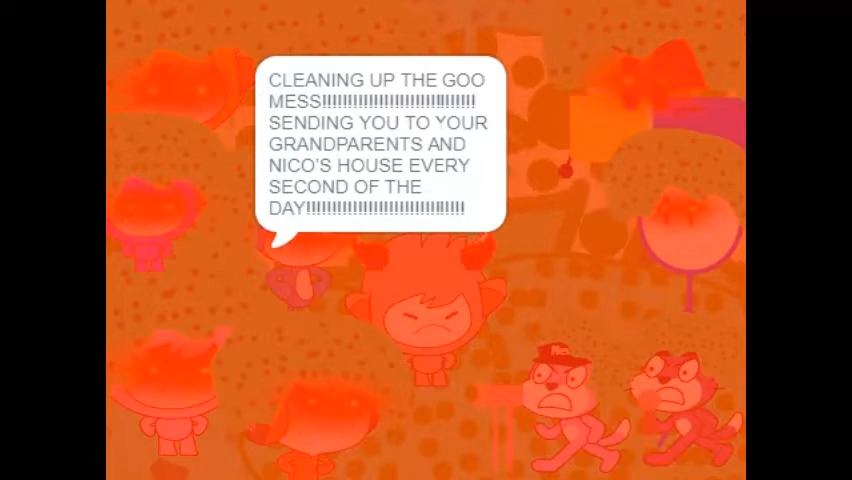 CLEANING UP THE GOO
MESS!!!!!!!!!!!!!!!!!!!!!!!!!!!!!!!!!
SENDING YOU TO YOUR
GRANDPARENTS AND
NICO'S HOUSE EVERY
SECOND OF THE
DAY!!!!!!!!!!!!!!!!!!!!!!!!!!!!!!!!!!